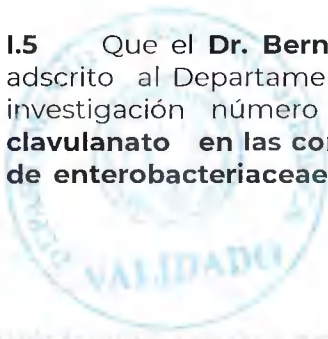 I.5 Que el Dr. Bern
adscrito al Departame
investigación número
clavulanato en las co
de enterobacteriaceae
VALIDADO